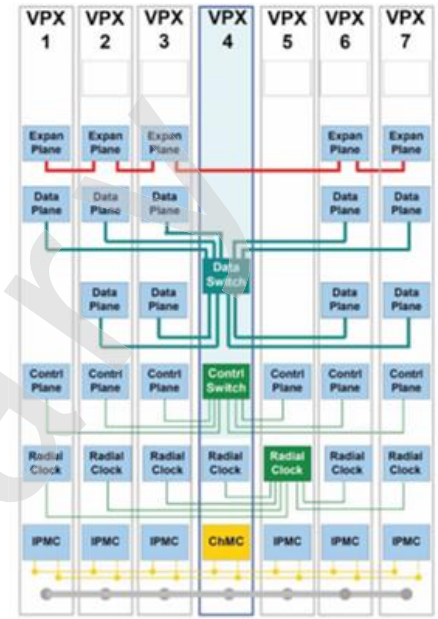 VPX VPX VPX VPX VPX VPX VPX
1 2 3 4 5 6 7
Expan Expan Expan Expan Expan
Plane Plane Plane Plane Plane
Data Data Data Data Data
Plane Plane Plane Plane Plane
Data
Switch
Data Data Data Data
Plane Plane Plane Plane
Contrl Contrl Contrl Contrl Contrl Contrl Contrl
Plane Plane Plane Switch Plane Plane Plane
Radial Radial Radial Radial Radial Radial Radial
Clock Clock Clock Clock Clock Clock Clock
IPMC IPMC IPMC ChMC IPMC IPMC IPMC